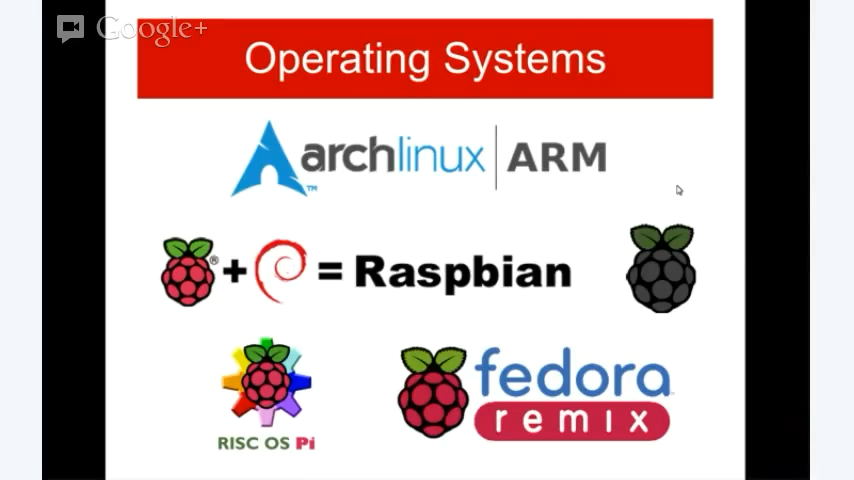 Google+
Operating Systems
archlinux | ARM
TM
® + = Raspbian
RISC OS Pi
fedora
remix